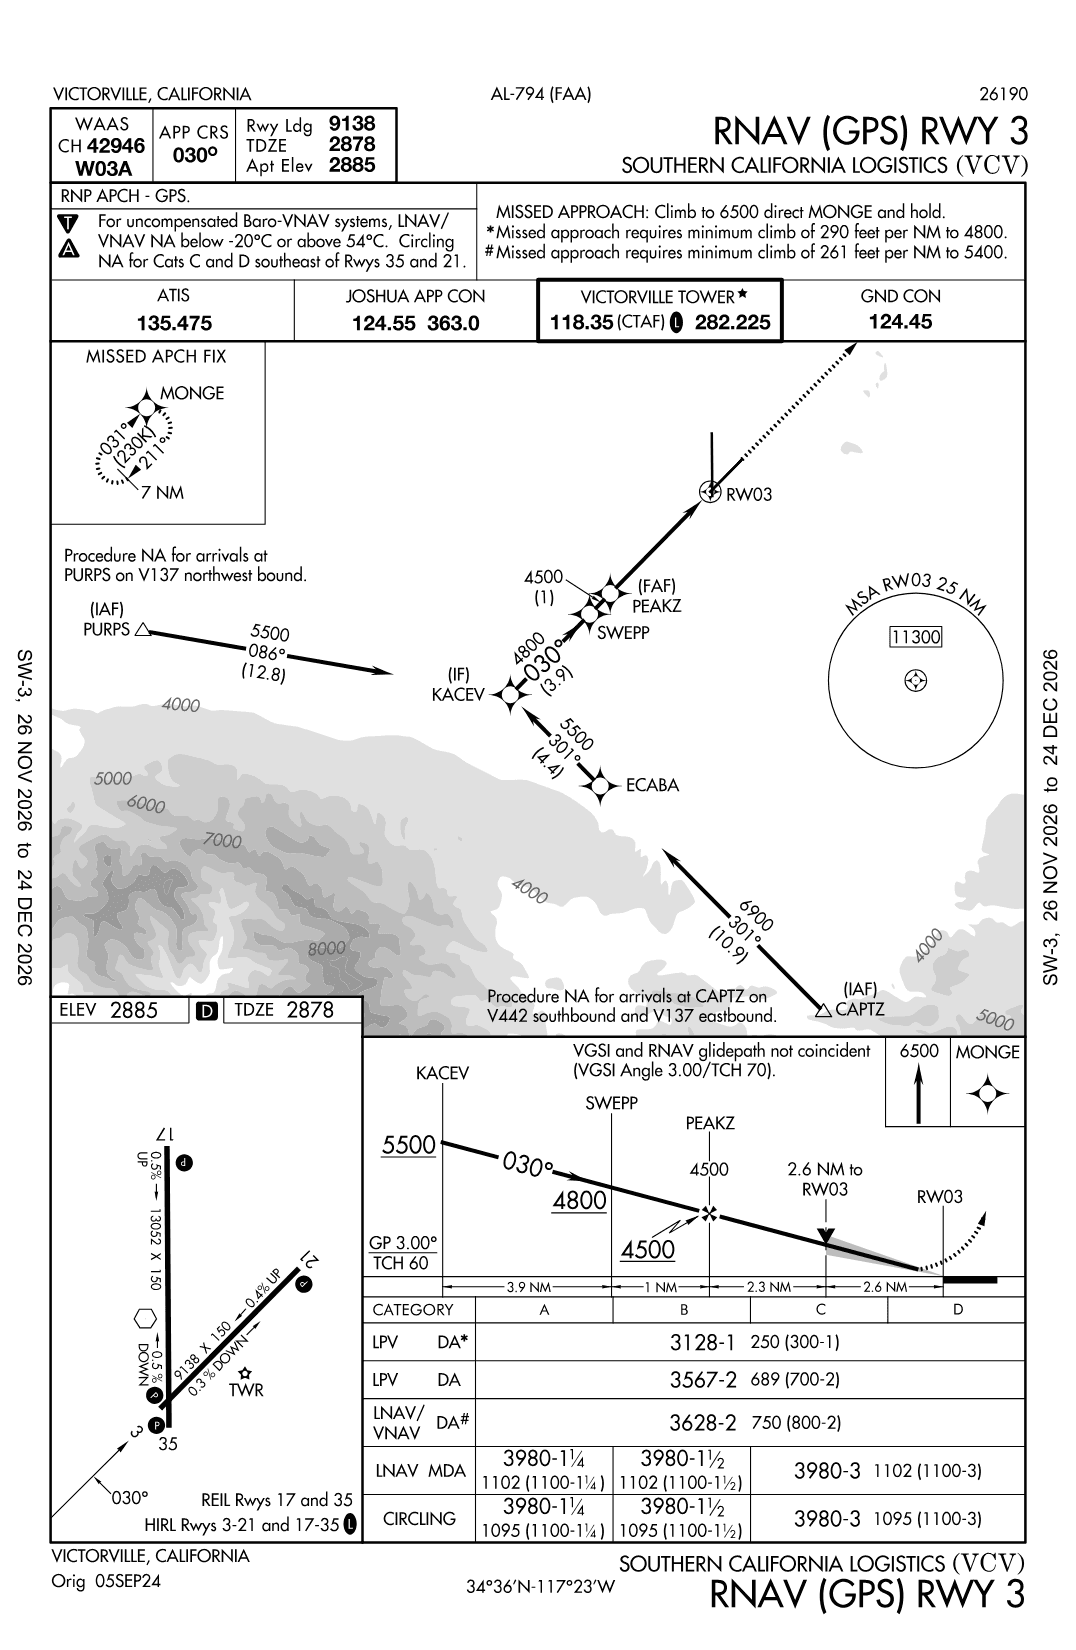 VICTORVILLE, CALIFORNIA
AL-794 (FAA)
26190
WAAS
CH 42946
W03A
APP CRS
030°
Rwy Ldg 9138
TDZE 2878
Apt Elev 2885
RNAV (GPS) RWY 3
SOUTHERN CALIFORNIA LOGISTICS (VCV)
RNP APCH - GPS.
T
A
For uncompensated Baro-VNAV systems, LNAV/
VNAV NA below -20°C or above 54°C. Circling
NA for Cats C and D southeast of Rwys 35 and 21.
MISSED APPROACH: Climb to 6500 direct MONGE and hold.
*Missed approach requires minimum climb of 290 feet per NM to 4800.
#Missed approach requires minimum climb of 261 feet per NM to 5400.
ATIS
135.475
JOSHUA APP CON
124.55 363.0
VICTORVILLE TOWER★
118.35 (CTAF) L 282.225
GND CON
124.45
MISSED APCH FIX
MONGE
031°
(230K)
211°
7 NM
RW03
Procedure NA for arrivals at
PURPS on V137 northwest bound.
(IAF)
PURPS
5500
086°
(12.8)
4500
(1)
(FAF)
PEAKZ
SWEPP
4800
030°
(3.9)
(IF)
KACEV
5500
301°
(4.4)
ECABA
MSA RW03 25 NM
11300
4000
5000
6000
7000
8000
4000
4000
5000
6900
301°
(10.9)
(IAF)
CAPTZ
Procedure NA for arrivals at CAPTZ on
V442 southbound and V137 eastbound.
SW-3, 26 NOV 2026 to 24 DEC 2026
SW-3, 26 NOV 2026 to 24 DEC 2026
ELEV 2885
D
TDZE 2878
17
P
0.5%
UP
13052 X 150
0.5%
DOWN
21
P
0.4% UP
9138 X 150
0.3% DOWN
TWR
P
P
3
35
030°
REIL Rwys 17 and 35
HIRL Rwys 3-21 and 17-35 L
VGSI and RNAV glidepath not coincident
(VGSI Angle 3.00/TCH 70).
6500
MONGE
KACEV
SWEPP
PEAKZ
5500
030°
4800
4500
4500
2.6 NM to
RW03
RW03
GP 3.00°
TCH 60
3.9 NM
1 NM
2.3 NM
2.6 NM
CATEGORY A B C D
LPV DA* 3128-1 250 (300-1)
LPV DA 3567-2 689 (700-2)
LNAV/
VNAV DA# 3628-2 750 (800-2)
LNAV MDA 3980-1¼ 3980-1½ 3980-3 1102 (1100-3)
1102 (1100-1¼) 1102 (1100-1½)
CIRCLING 3980-1¼ 3980-1½ 3980-3 1095 (1100-3)
1095 (1100-1¼) 1095 (1100-1½)
VICTORVILLE, CALIFORNIA
Orig 05SEP24
34°36'N-117°23'W
SOUTHERN CALIFORNIA LOGISTICS (VCV)
RNAV (GPS) RWY 3